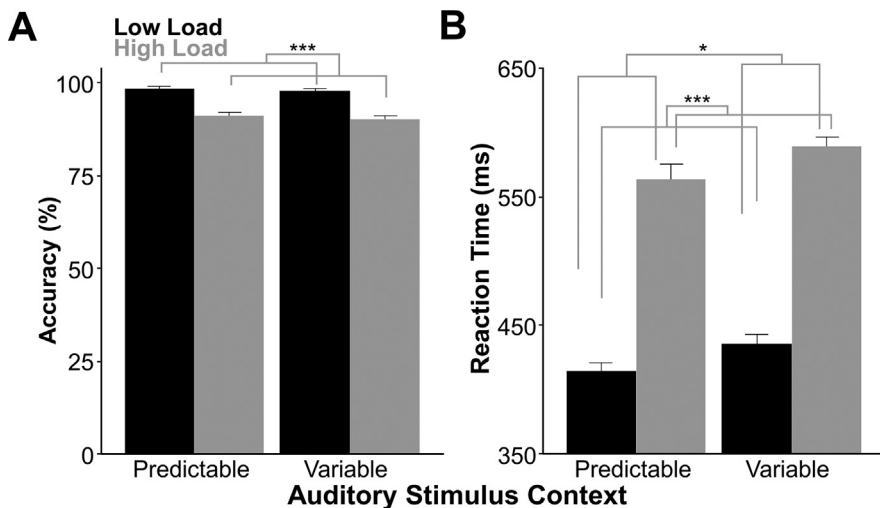 A
Low Load
High Load
***
Accuracy (%)
100
75
50
25
0
Predictable
Variable
B
*
***
Reaction Time (ms)
650
550
450
350
Predictable
Variable
Auditory Stimulus Context